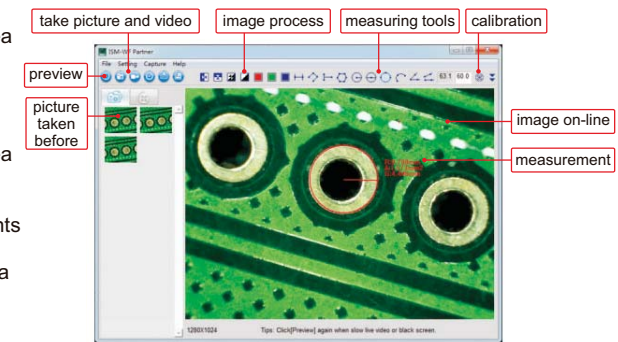 take picture and video
image process
measuring tools
calibration
a
ISM-WF Partner
File Setting Capture Help
preview
63.1 60.0
picture
taken
before
image on-line
a
measurement
nts
a
1280X1024
Tips: Click[Preview] again when slow live video or black screen.